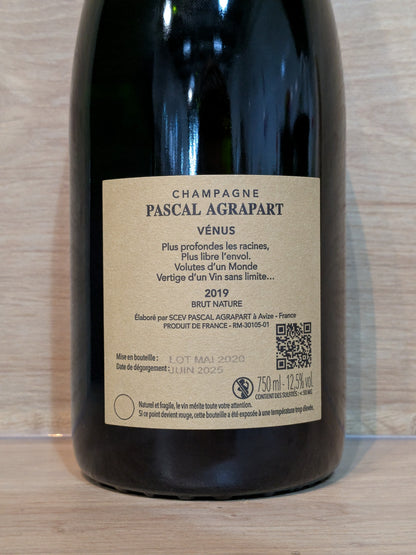 CHAMPAGNE
PASCAL AGRAPART
VÉNUS
Plus profondes les racines,
Plus libre l'envol.
Volutes d'un Monde
Vertige d'un Vin sans limite...
2019
BRUT NATURE
Élaboré par SCEV PASCAL AGRAPART à Avize - France
PRODUIT DE FRANCE - RM-30105-01
Mise en bouteille : LOT MAI 2020
Date de dégorgement : JUIN 2025
750 ml - 12,5% vol
CONTIENT DES SULFITES : < 50 MG
Naturel et fragile, le vin mérite toute votre attention.
Si ce point devient rouge, cette bouteille a été exposée à une température trop élevée.